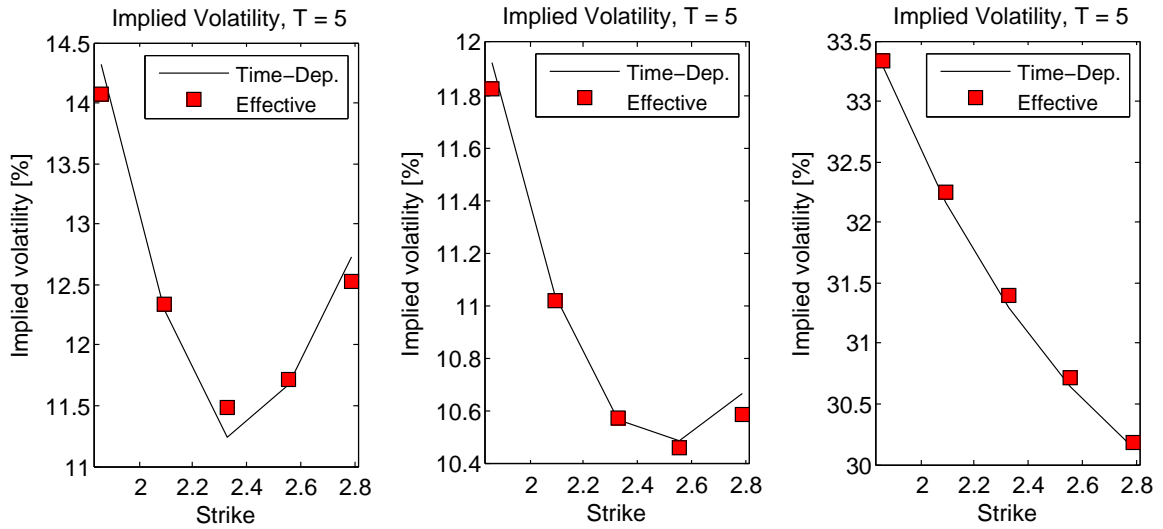 Implied Volatility, T = 5
14.5
14
13.5
13
12.5
12
11.5
11
Implied volatility [%]
Time−Dep.
Effective
2 2.2 2.4 2.6 2.8
Strike
Implied Volatility, T = 5
12
11.8
11.6
11.4
11.2
11
10.8
10.6
10.4
Implied volatility [%]
Time−Dep.
Effective
2 2.2 2.4 2.6 2.8
Strike
Implied Volatility, T = 5
33.5
33
32.5
32
31.5
31
30.5
30
Implied volatility [%]
Time−Dep.
Effective
2 2.2 2.4 2.6 2.8
Strike